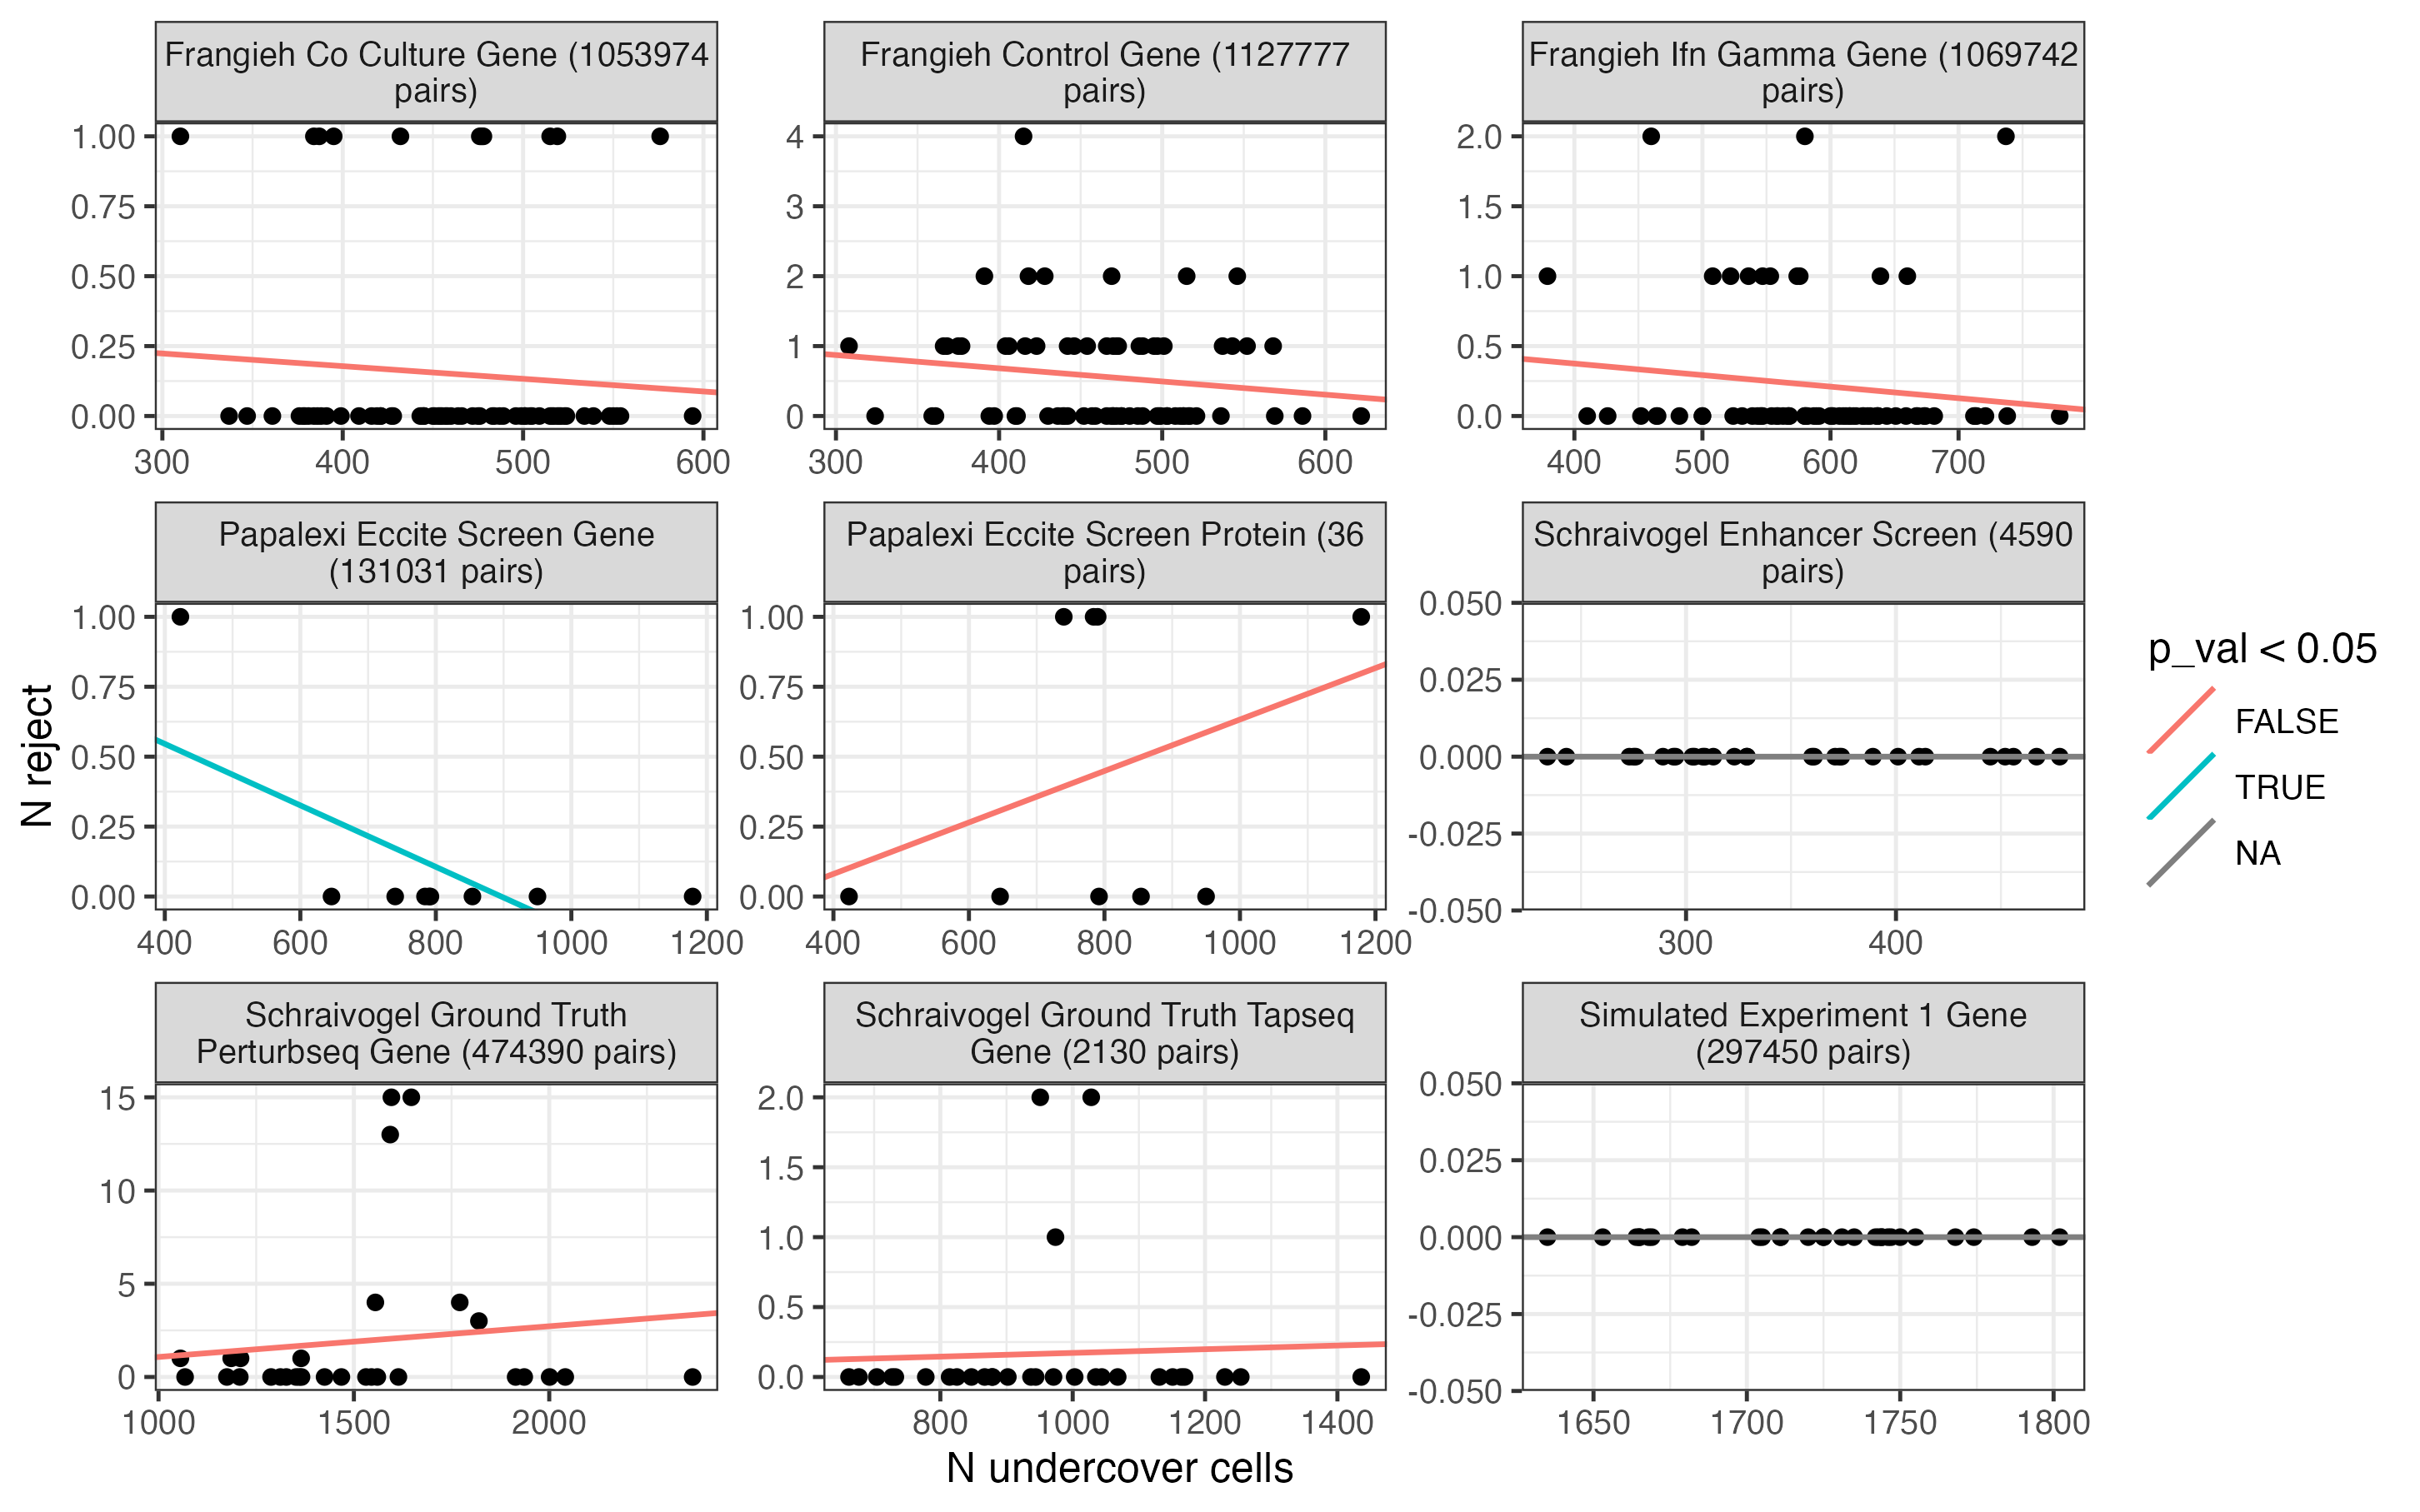 Frangieh Co Culture Gene (1053974
pairs)
Frangieh Control Gene (1127777
pairs)
Frangieh Ifn Gamma Gene (1069742
pairs)
1.00
0.75
0.50
0.25
0.00
300 400 500 600
4
3
2
1
0
300 400 500 600
2.0
1.5
1.0
0.5
0.0
400 500 600 700
Papalexi Eccite Screen Gene
(131031 pairs)
Papalexi Eccite Screen Protein (36
pairs)
Schraivogel Enhancer Screen (4590
pairs)
1.00
0.75
0.50
0.25
0.00
400 600 800 1000 1200
1.00
0.75
0.50
0.25
0.00
400 600 800 1000 1200
0.050
0.025
0.000
-0.025
-0.050
300 400
Schraivogel Ground Truth
Perturbseq Gene (474390 pairs)
Schraivogel Ground Truth Tapseq
Gene (2130 pairs)
Simulated Experiment 1 Gene
(297450 pairs)
15
10
5
0
1000 1500 2000
2.0
1.5
1.0
0.5
0.0
800 1000 1200 1400
0.050
0.025
0.000
-0.025
-0.050
1650 1700 1750 1800
N reject
N undercover cells
p_val < 0.05
FALSE
TRUE
NA